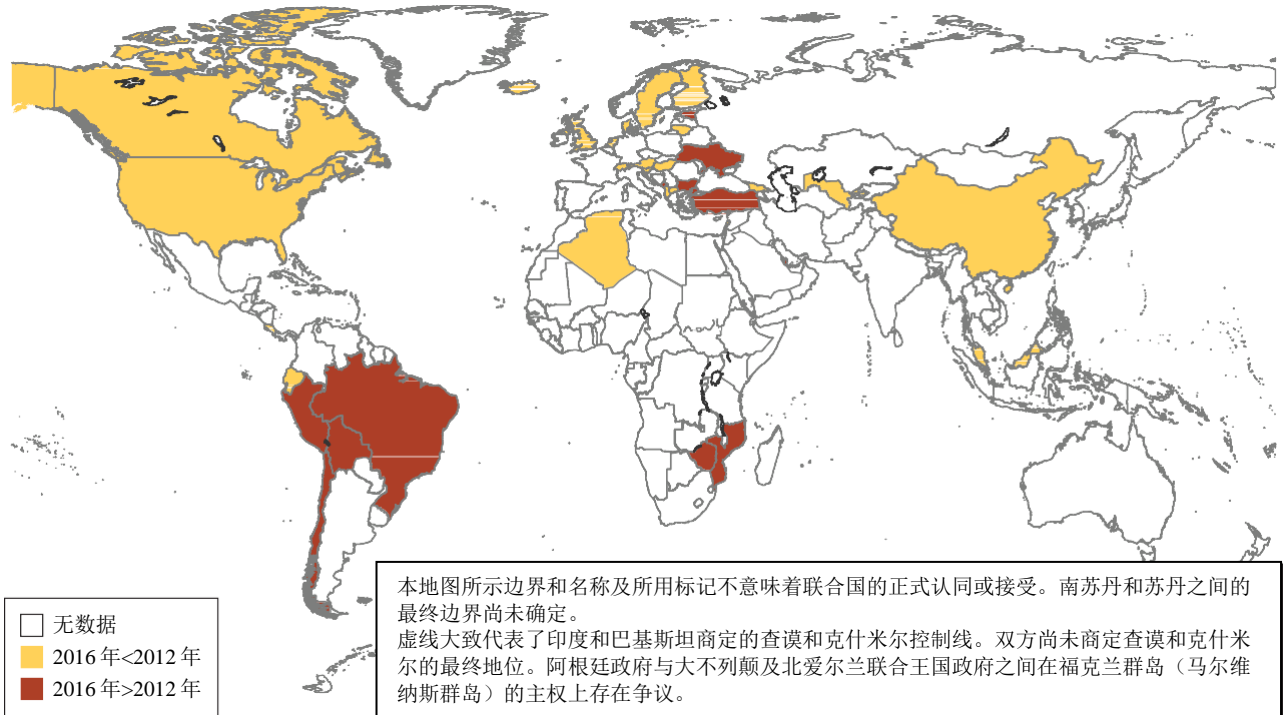 本地图所示边界和名称及所用标记不意味着联合国的正式认同或接受。南苏丹和苏丹之间的
最终边界尚未确定。
虚线大致代表了印度和巴基斯坦商定的查谟和克什米尔控制线。双方尚未商定查谟和克什米
尔的最终地位。阿根廷政府与大不列颠及北爱尔兰联合王国政府之间在福克兰群岛（马尔维
纳斯群岛）的主权上存在争议。
无数据
2016 年<2012 年
2016 年>2012 年